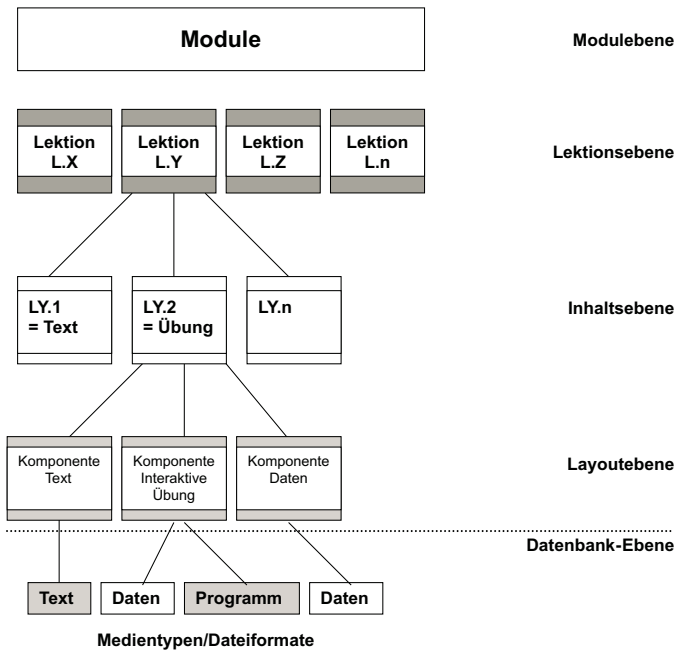 Module
Modulebene
Lektion
L.X
Lektion
L.Y
Lektion
L.Z
Lektion
L.n
Lektionsebene
LY.1
= Text
LY.2
= Übung
LY.n
Inhaltsebene
Komponente
Text
Komponente
Interaktive
Übung
Komponente
Daten
Layoutebene
Datenbank-Ebene
Text
Daten
Programm
Daten
Medientypen/Dateiformate